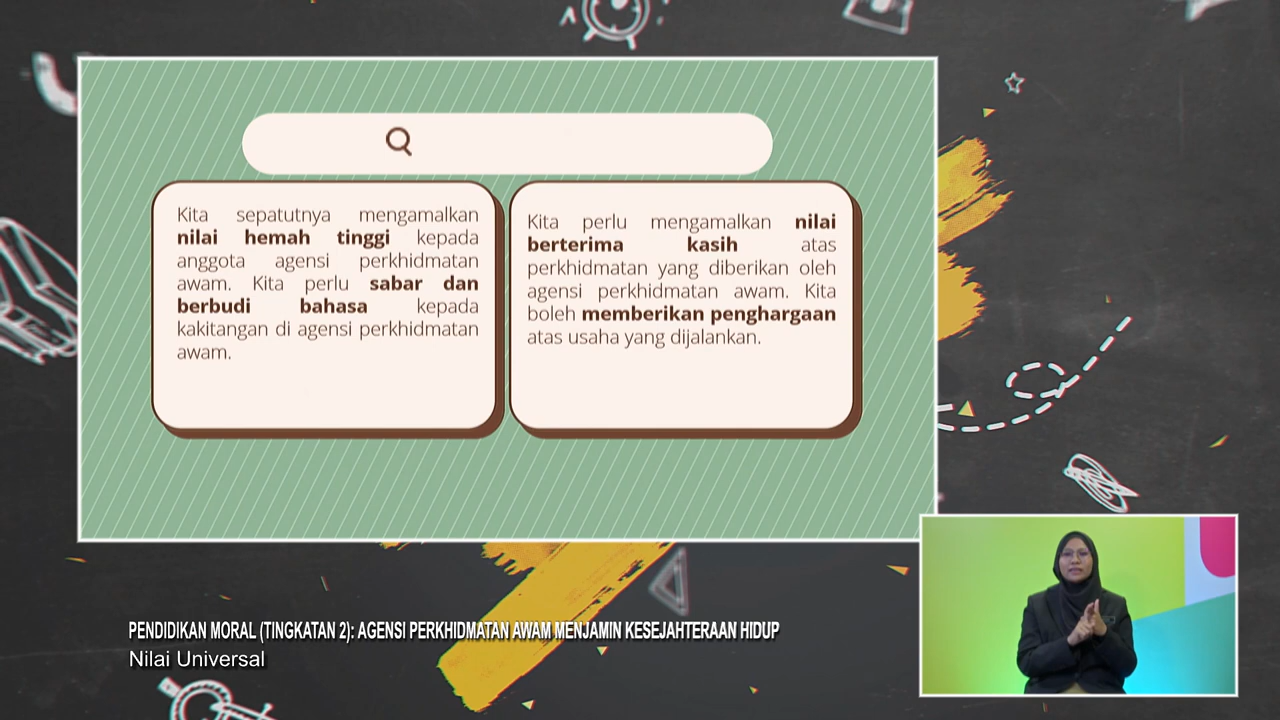 Kita sepatutnya mengamalkan
nilai hemah tinggi kepada
anggota agensi perkhidmatan
awam. Kita perlu sabar dan
berbudi bahasa kepada
kakitangan di agensi perkhidmatan
awam.
Kita perlu mengamalkan nilai
berterima kasih atas
perkhidmatan yang diberikan oleh
agensi perkhidmatan awam. Kita
boleh memberikan penghargaan
atas usaha yang dijalankan.
PENDIDIKAN MORAL (TINGKATAN 2): AGENSI PERKHIDMATAN AWAM MENJAMIN KESEJAHTERAAN HIDUP
Nilai Universal